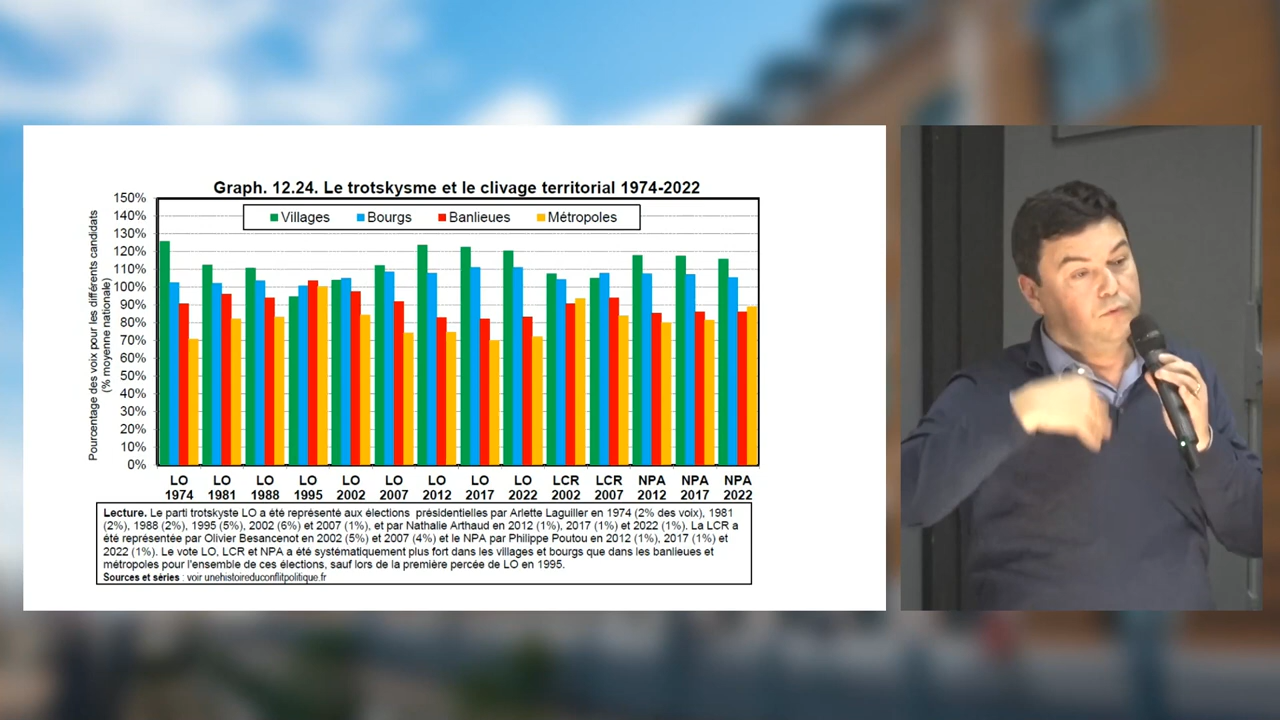 Graph. 12.24. Le trotskysme et le clivage territorial 1974-2022
Pourcentage des voix pour les différents candidats
(% moyenne nationale)
150%
140%
130%
120%
110%
100%
90%
80%
70%
60%
50%
40%
30%
20%
10%
0%
Villages Bourgs Banlieues Métropoles
LO LO LO LO LO LO LO LO LO LCR LCR NPA NPA NPA
1974 1981 1988 1995 2002 2007 2012 2017 2022 2002 2007 2012 2017 2022
Lecture. Le parti trotskyste LO a été représenté aux élections présidentielles par Arlette Laguiller en 1974 (2% des voix), 1981
(2%), 1988 (2%), 1995 (5%), 2002 (6%) et 2007 (1%), et par Nathalie Arthaud en 2012 (1%), 2017 (1%) et 2022 (1%). La LCR a
été représentée par Olivier Besancenot en 2002 (5%) et 2007 (4%) et le NPA par Philippe Poutou en 2012 (1%), 2017 (1%) et
2022 (1%). Le vote LO, LCR et NPA a été systématiquement plus fort dans les villages et bourgs que dans les banlieues et
métropoles pour l'ensemble de ces élections, sauf lors de la première percée de LO en 1995.
Sources et séries : voir unehistoireduconflitpolitique.fr